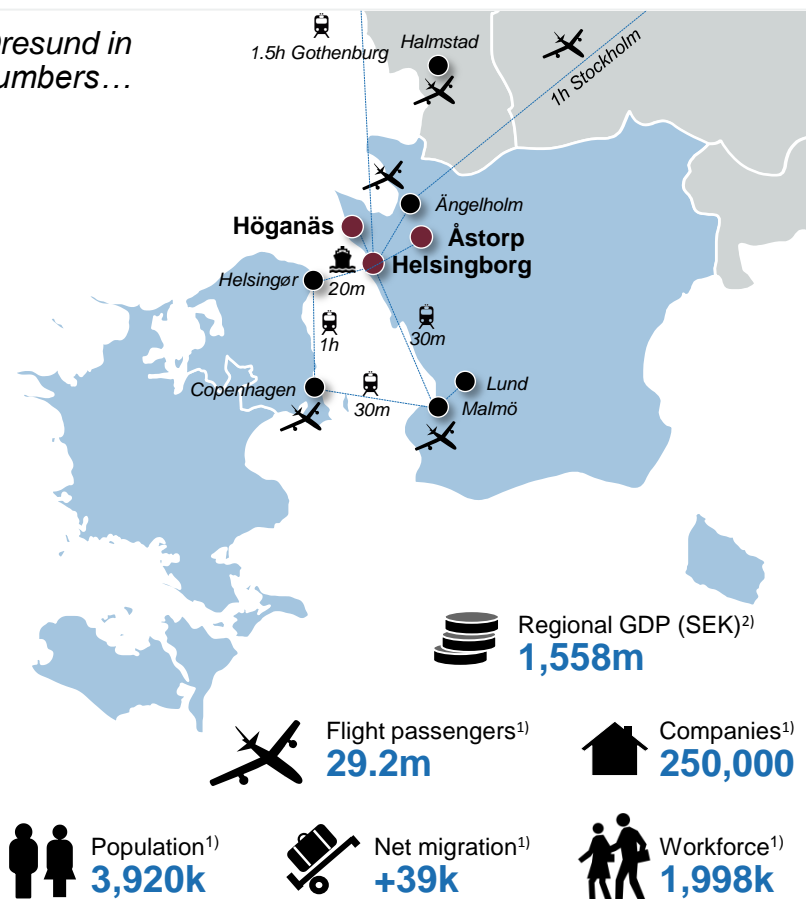 resund in
umbers…
1.5h Gothenburg
Halmstad
1h Stockholm
Ängelholm
Höganäs
Åstorp
Helsingborg
Helsingør
20m
1h
30m
Copenhagen
30m
Lund
Malmö
Regional GDP (SEK)2)
1,558m
Flight passengers1)
29.2m
Companies1)
250,000
Population1)
3,920k
Net migration1)
+39k
Workforce1)
1,998k